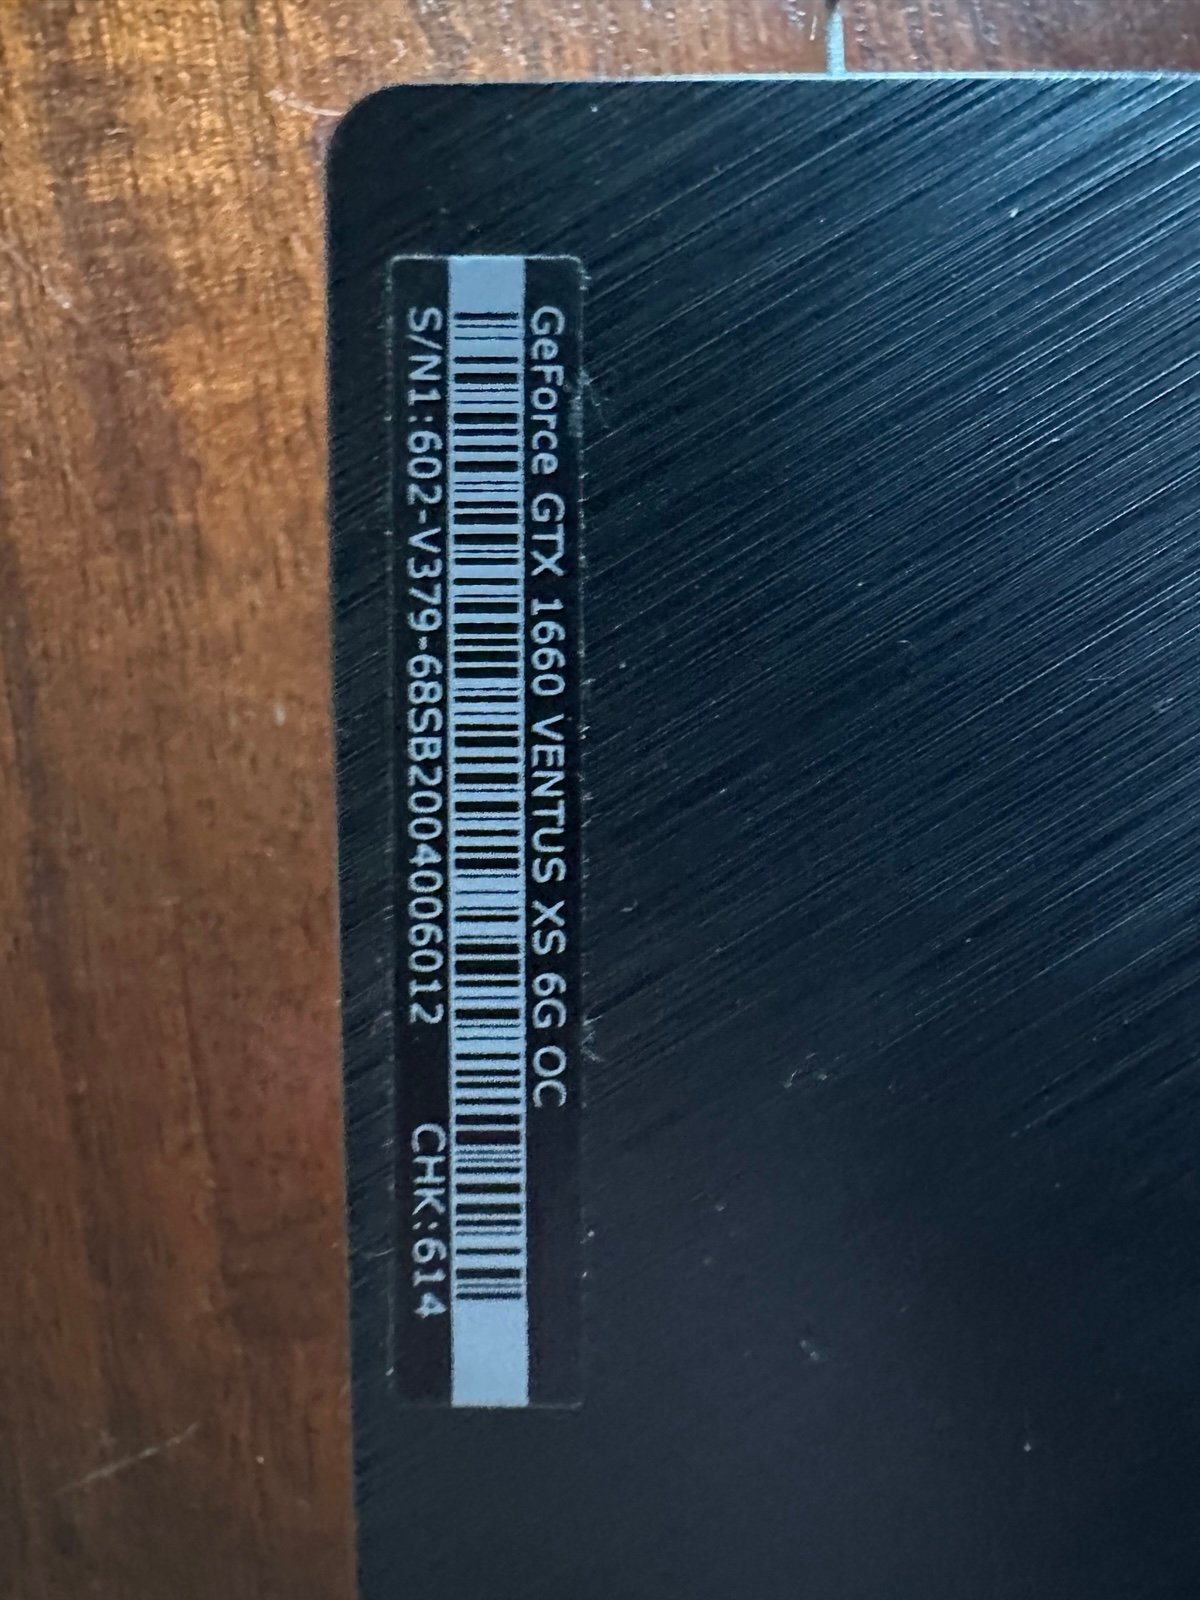 GeForce GTX 1660 VENTUS XS 6G OC
S/N1:602-V379-68SB2004006012 CHK:614